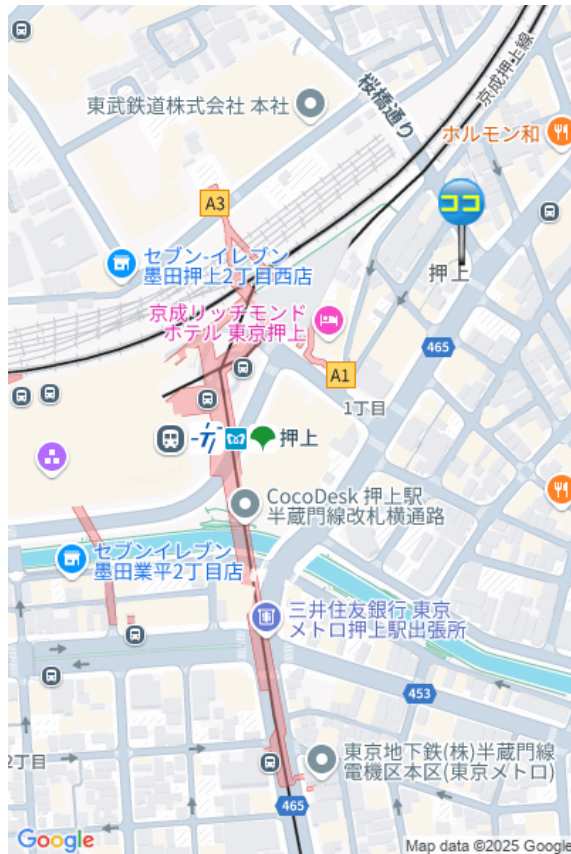 東武鉄道株式会社 本社
桜橋通り
京成押上線
ホルモン和
A3
ココ
セブン-イレブン
墨田押上2丁目西店
押上
京成リッチモンド
ホテル 東京押上
465
A1
1丁目
押上
CocoDesk 押上駅
半蔵門線改札横通路
セブンイレブン
墨田業平2丁目店
三井住友銀行 東京
メトロ押上駅出張所
453
2丁目
東京地下鉄(株)半蔵門線
電機区本区(東京メトロ)
465
Google
Map data ©2025 Google